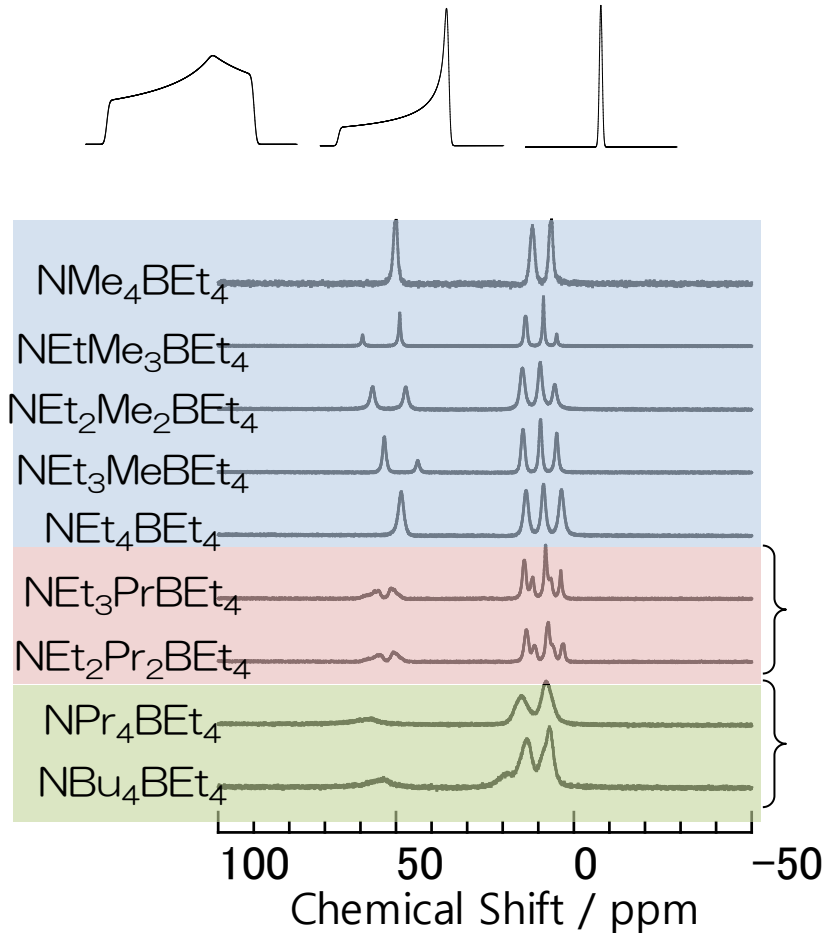 NMe₄BEt₄
NEtMe₃BEt₄
NEt₂Me₂BEt₄
NEt₃MeBEt₄
NEt₄BEt₄
NEt₃PrBEt₄
NEt₂Pr₂BEt₄
NPr₄BEt₄
NBu₄BEt₄
100 50 0 −50
Chemical Shift / ppm